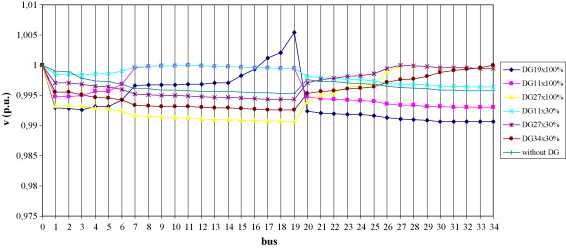 1,01
1,005
1
0,995
0,99
0,985
0,98
0,975
v (p.u.)
0 1 2 3 4 5 6 7 8 9 10 11 12 13 14 15 16 17 18 19 20 21 22 23 24 25 26 27 28 29 30 31 32 33 34
bus
DG19x100%
DG11x100%
DG27x100%
DG11x30%
DG27x30%
DG34x30%
without DG